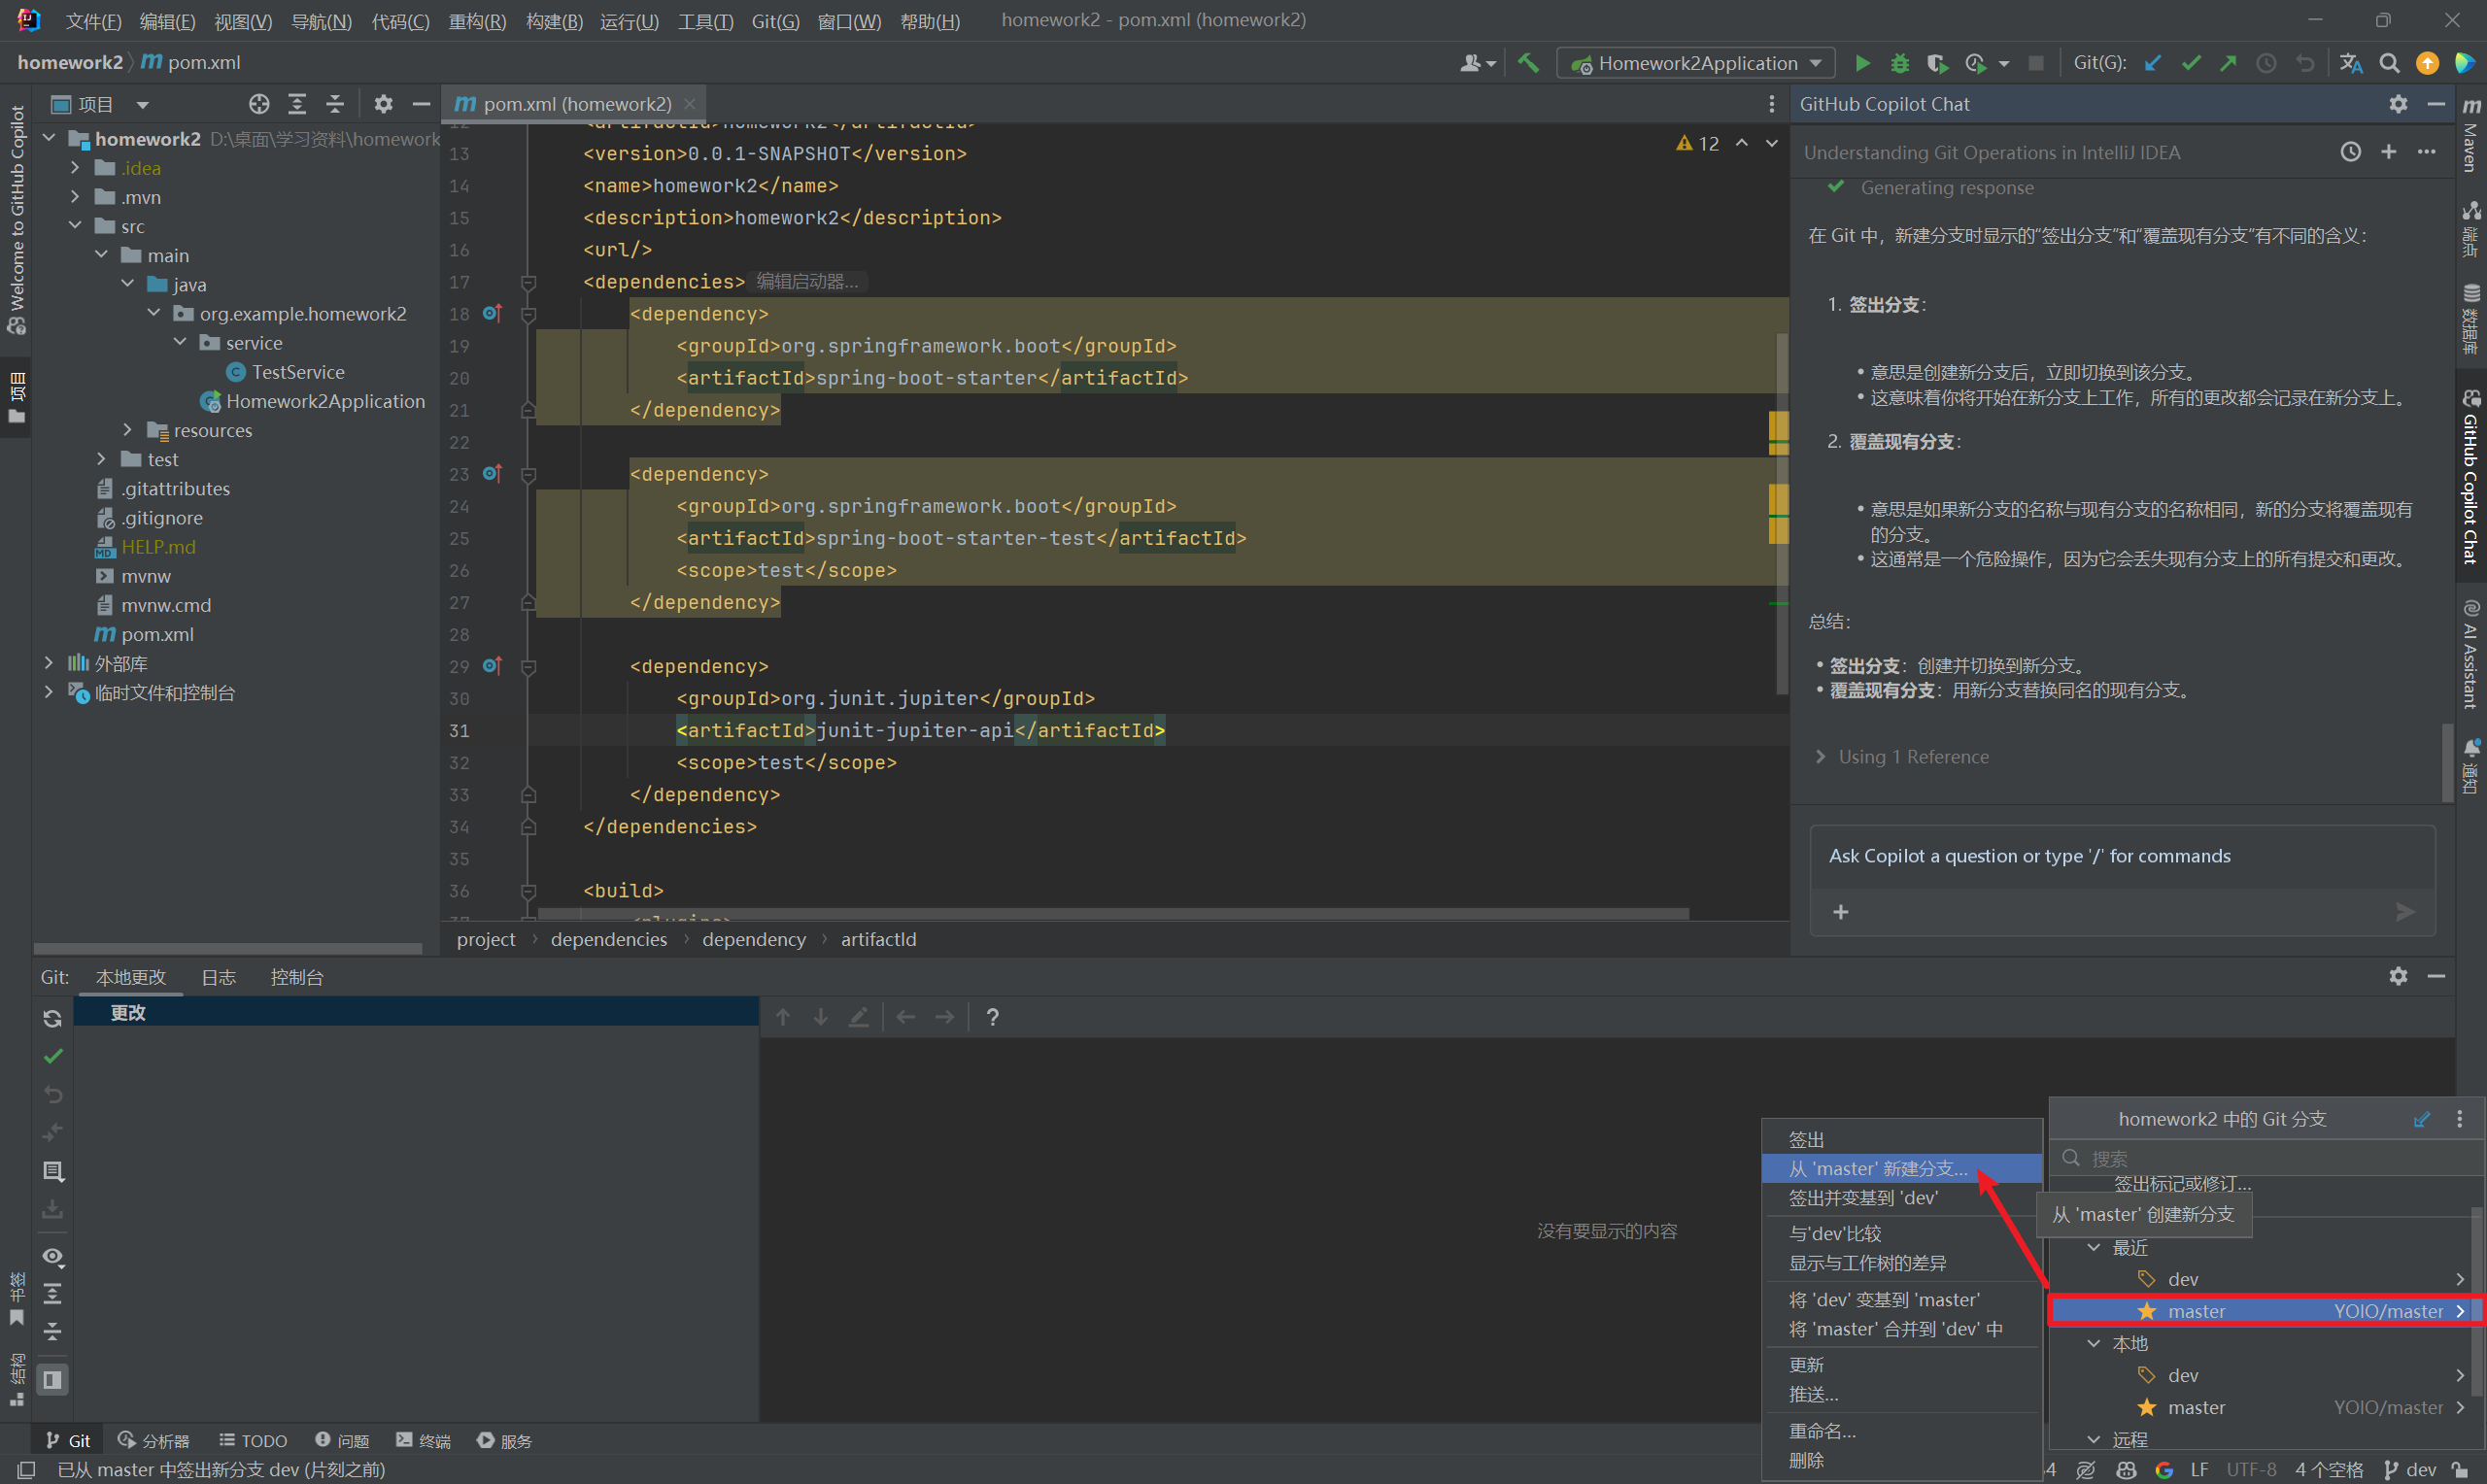 文件(F) 编辑(E) 视图(V) 导航(N) 代码(C) 重构(R) 构建(B) 运行(U) 工具(T) Git(G) 窗口(W) 帮助(H) homework2 - pom.xml (homework2)
homework2 pom.xml
Homework2Application
Git(G):
Welcome to GitHub Copilot
项目
书签
结构
项目
homework2 D:\桌面\学习资料\homework
.idea
.mvn
src
main
java
org.example.homework2
service
TestService
Homework2Application
resources
test
.gitattributes
.gitignore
HELP.md
mvnw
mvnw.cmd
pom.xml
外部库
临时文件和控制台
pom.xml (homework2)
12
13 <version>0.0.1-SNAPSHOT</version>
14 <name>homework2</name>
15 <description>homework2</description>
16 <url/>
17 <dependencies> 编辑启动器...
18 <dependency>
19 <groupId>org.springframework.boot</groupId>
20 <artifactId>spring-boot-starter</artifactId>
21 </dependency>
22
23 <dependency>
24 <groupId>org.springframework.boot</groupId>
25 <artifactId>spring-boot-starter-test</artifactId>
26 <scope>test</scope>
27 </dependency>
28
29 <dependency>
30 <groupId>org.junit.jupiter</groupId>
31 <artifactId>junit-jupiter-api</artifactId>
32 <scope>test</scope>
33 </dependency>
34 </dependencies>
35
36 <build>
project › dependencies › dependency › artifactId
GitHub Copilot Chat
Understanding Git Operations in IntelliJ IDEA
Generating response
在 Git 中，新建分支时显示的“签出分支”和“覆盖现有分支”有不同的含义：
1. 签出分支：
• 意思是创建新分支后，立即切换到该分支。
• 这意味着你将开始在新分支上工作，所有的更改都会记录在新分支上。
2. 覆盖现有分支：
• 意思是如果新分支的名称与现有分支的名称相同，新的分支将覆盖现有
的分支。
• 这通常是一个危险操作，因为它会丢失现有分支上的所有提交和更改。
总结：
• 签出分支：创建并切换到新分支。
• 覆盖现有分支：用新分支替换同名的现有分支。
Using 1 Reference
Ask Copilot a question or type '/' for commands
Maven
端点
数据库
GitHub Copilot Chat
AI Assistant
通知
Git: 本地更改 日志 控制台
更改
没有要显示的内容
签出
从 'master' 新建分支...
签出并变基到 'dev'
与'dev'比较
显示与工作树的差异
将 'dev' 变基到 'master'
将 'master' 合并到 'dev' 中
更新
推送...
重命名...
删除
homework2 中的 Git 分支
搜索
签出标记或修订...
从 'master' 创建新分支
最近
dev
master YOIO/master
本地
dev
master YOIO/master
远程
Git 分析器 TODO 问题 终端 服务
已从 master 中签出新分支 dev (片刻之前)
LF UTF-8 4 个空格 dev